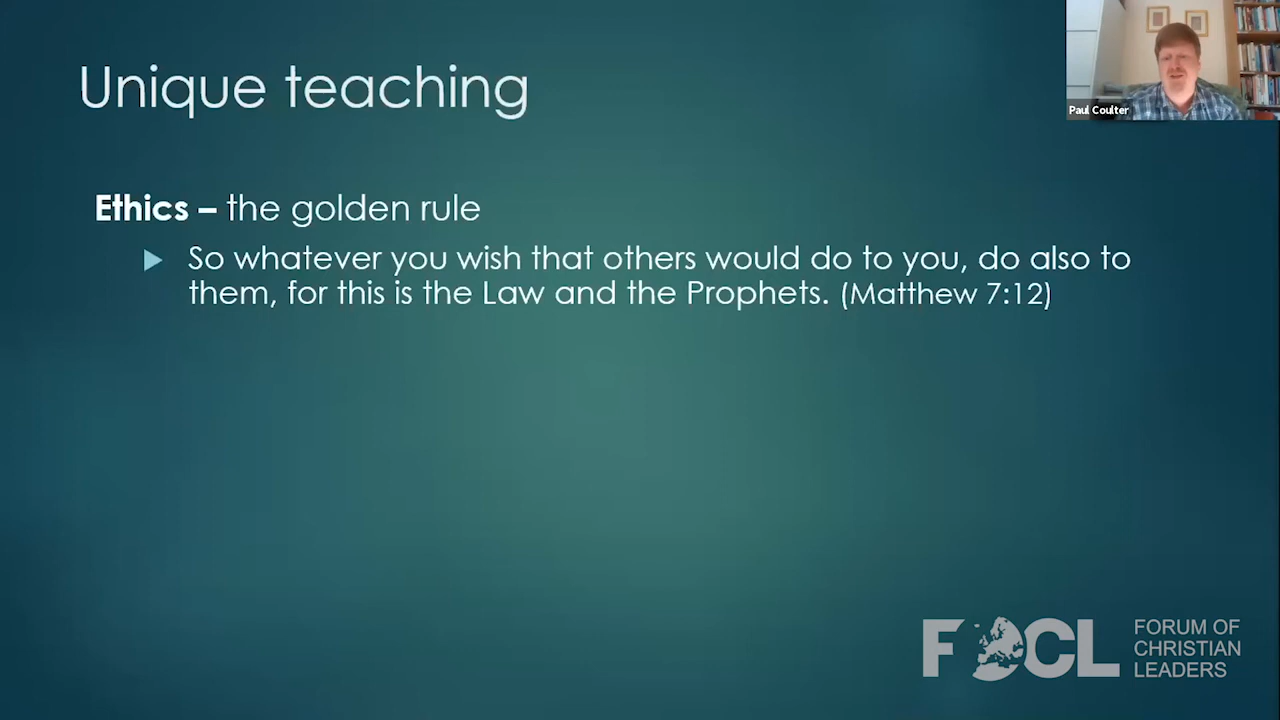 Unique teaching
Paul Coulter
Ethics – the golden rule
So whatever you wish that others would do to you, do also to
them, for this is the Law and the Prophets. (Matthew 7:12)
FOCL
FORUM OF
CHRISTIAN
LEADERS